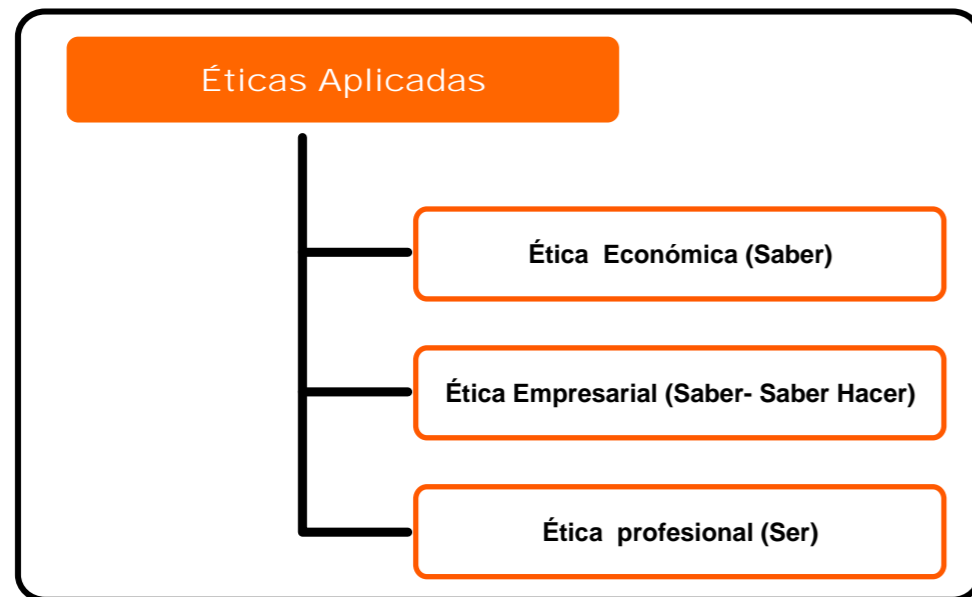 Éticas Aplicadas
Ética Económica (Saber)
Ética Empresarial (Saber- Saber Hacer)
Ética profesional (Ser)